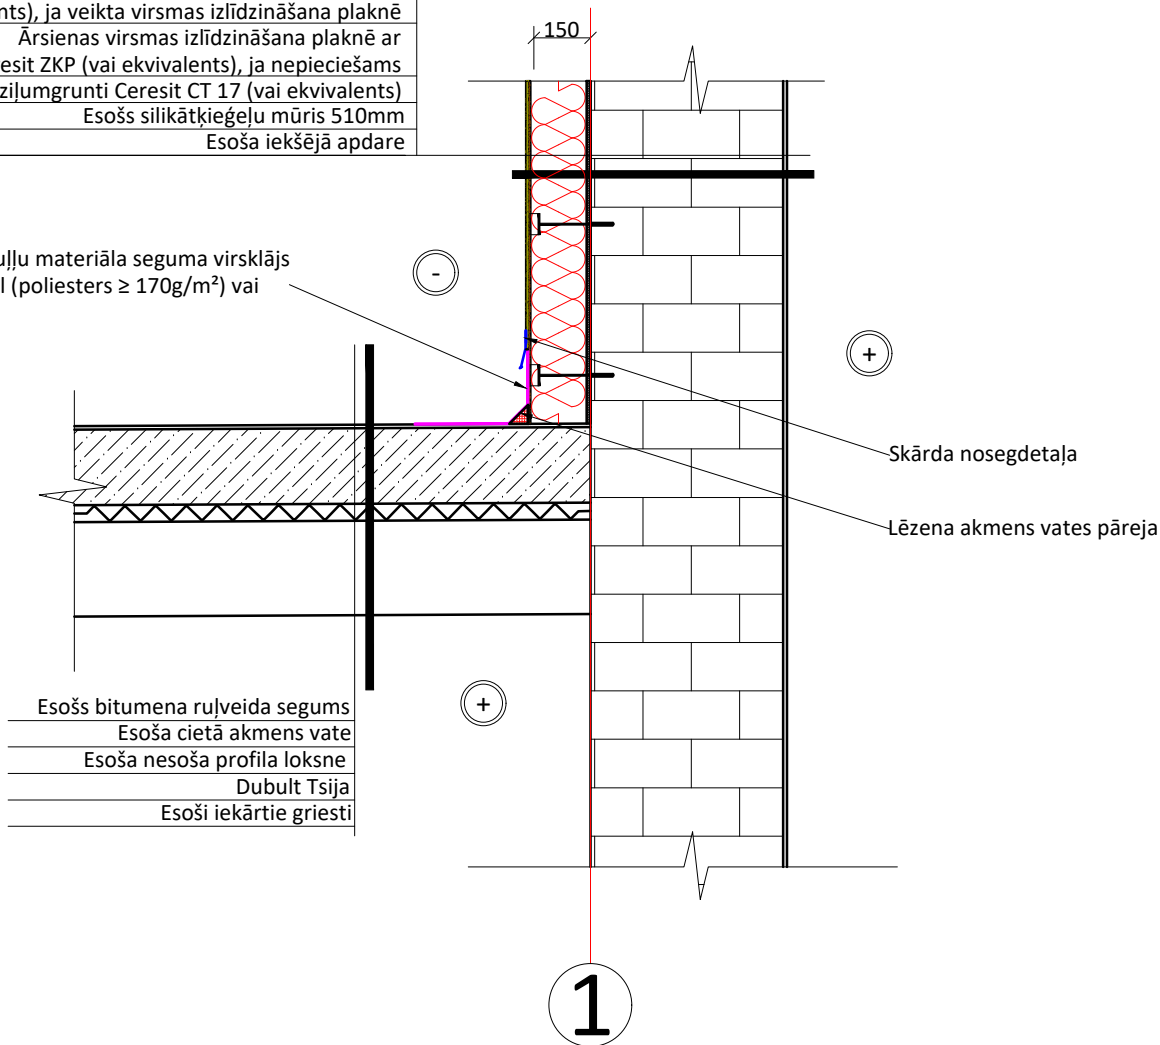 nts), ja veikta virsmas izlīdzināšana plaknē
Ārsienas virsmas izlīdzināšana plaknē ar
esit ZKP (vai ekvivalents), ja nepieciešams
ziļumgrunti Ceresit CT 17 (vai ekvivalents)
Esošs silikātķieģeļu mūris 510mm
Esoša iekšējā apdare
150
uļļu materiāla seguma virsklājs
l (poliesters ≥ 170g/m²) vai
-
+
Skārda nosegdetaļa
Lēzena akmens vates pāreja
+
Esošs bitumena ruļveida segums
Esoša cietā akmens vate
Esoša nesoša profila loksne
Dubult Tsija
Esoši iekārtie griesti
1